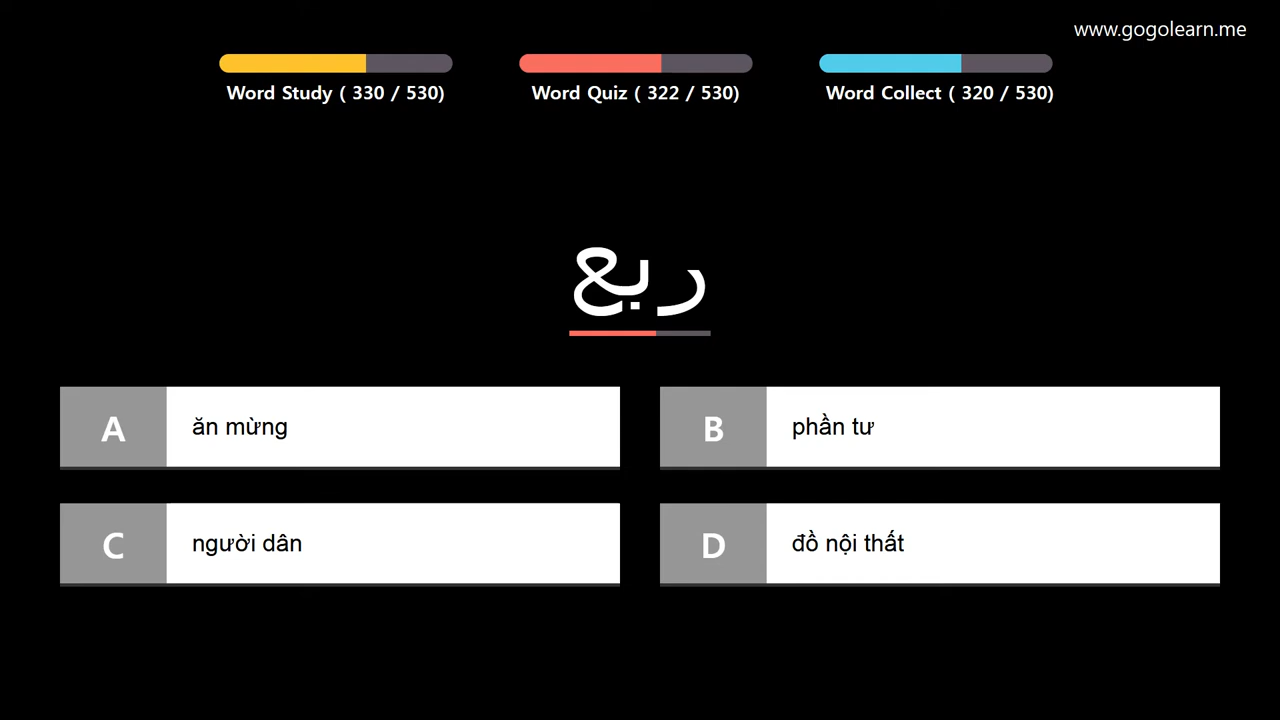 www.gogolearn.me
Word Study ( 330 / 530)
Word Quiz ( 322 / 530)
Word Collect ( 320 / 530)
ربع
A ăn mừng
B phần tư
C người dân
D đồ nội thất